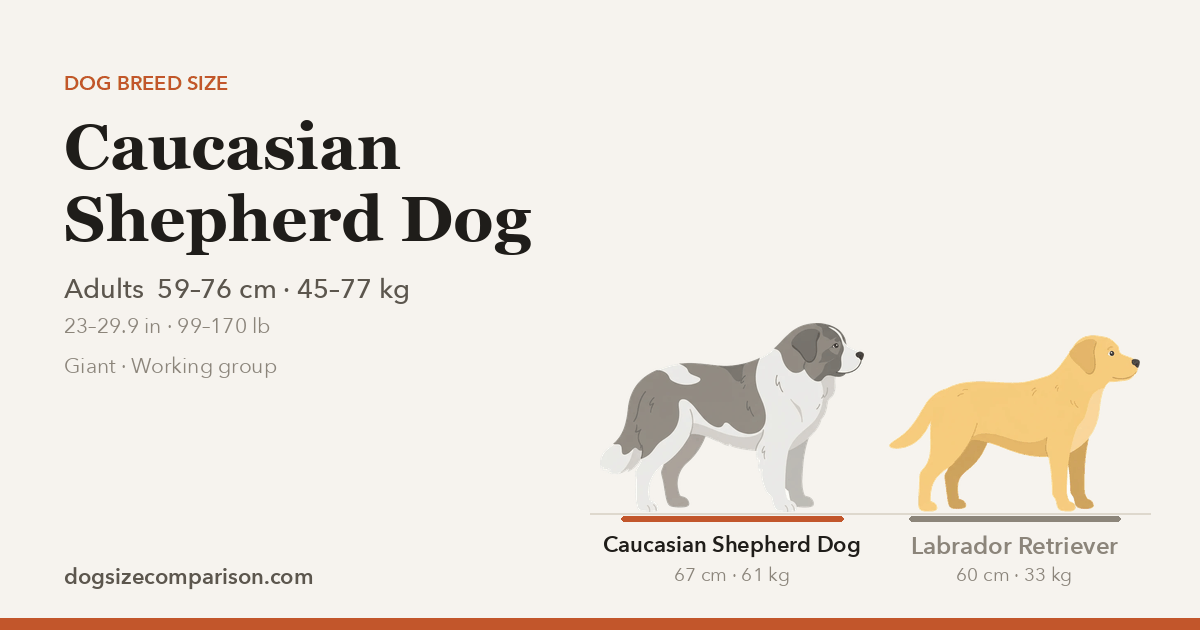 DOG BREED SIZE
Caucasian
Shepherd Dog
Adults 59–76 cm · 45–77 kg
23–29.9 in · 99–170 lb
Giant · Working group
Caucasian Shepherd Dog
67 cm · 61 kg
Labrador Retriever
60 cm · 33 kg
dogsizecomparison.com